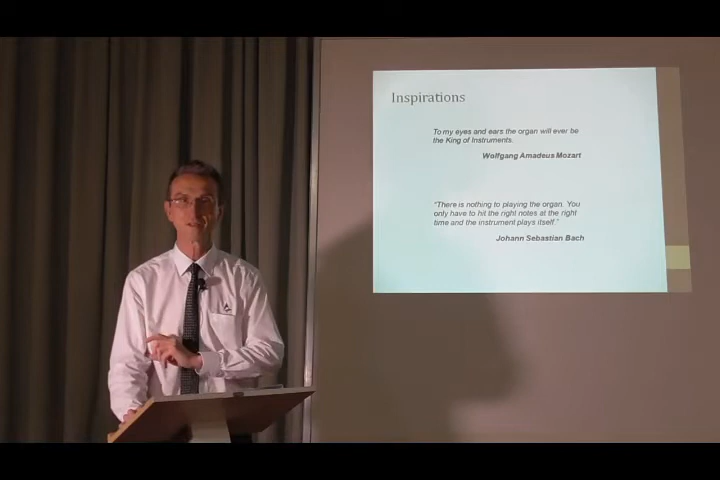 Inspirations
To my eyes and ears the organ will ever be
the King of Instruments.
Wolfgang Amadeus Mozart
"There is nothing to playing the organ. You
only have to hit the right notes at the right
time and the instrument plays itself."
Johann Sebastian Bach